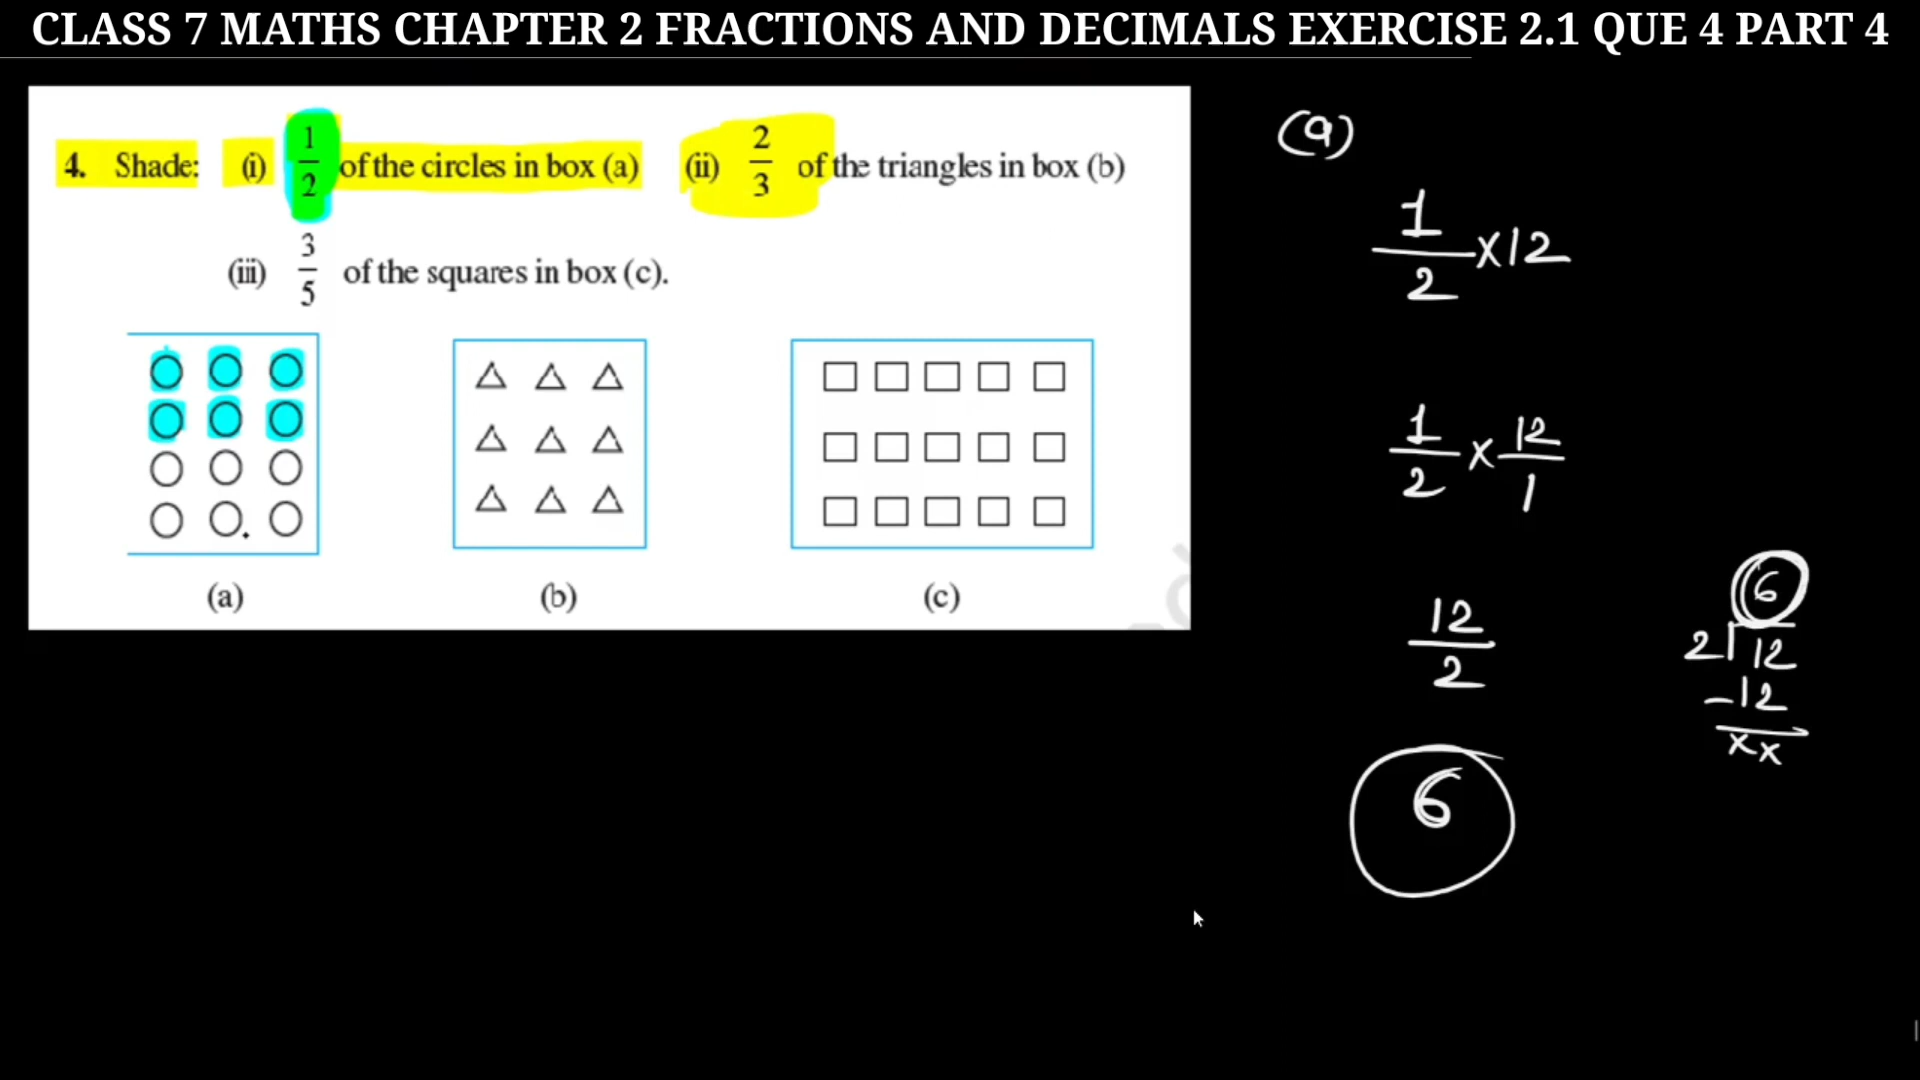 CLASS 7 MATHS CHAPTER 2 FRACTIONS AND DECIMALS EXERCISE 2.1 QUE 4 PART 4
4. Shade: (i) 1/2 of the circles in box (a) (ii) 2/3 of the triangles in box (b)
(iii) 3/5 of the squares in box (c).
(a) (b) (c)
(a)
1/2 x12
1/2 x 12/1
12/2
6
6
2 12
-12
xx